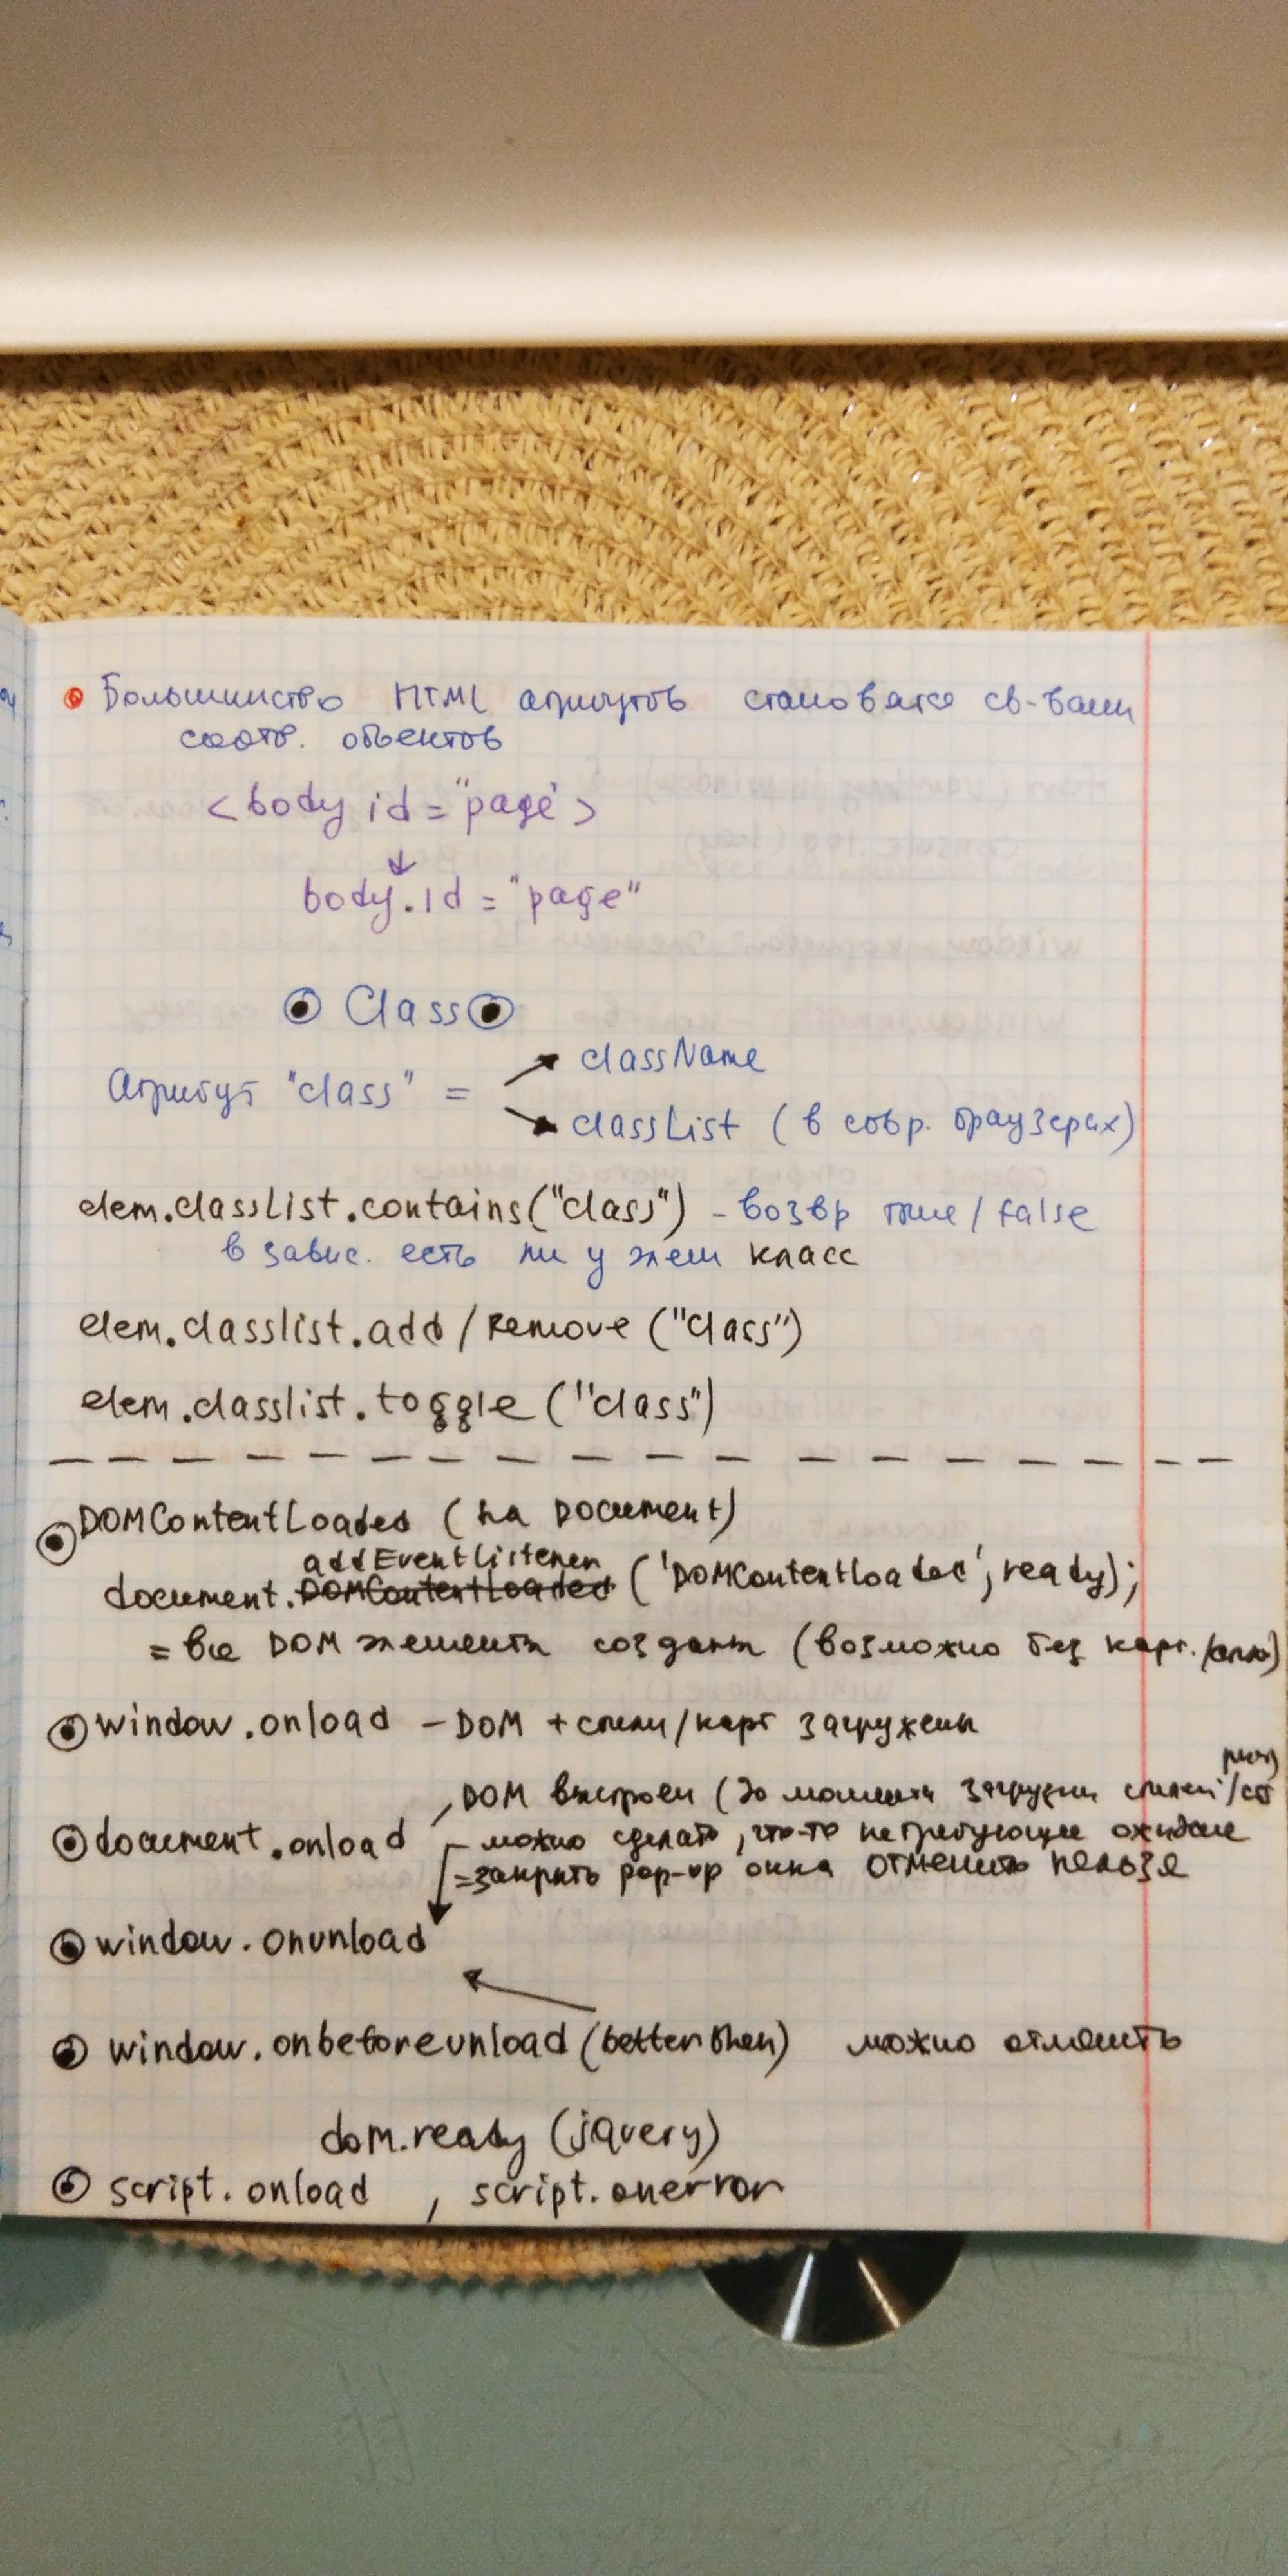 Большинство HTML атрибутов становятся св-вами
соотв. объектов
<body id="page">
↓
body.id = "page"
Class
Атрибут "class" =
className
classList (в совр. браузерах)
elem.classList.contains("class") - возвр true/false
в завис. есть ли у элем класс
elem.classlist.add/remove ("class")
elem.classlist.toggle ("class")
DOMContentLoaded (на document)
addEventListener
document. DOMContentLoaded ('DOMContentLoaded', ready);
= все DOM элементы созданы (возможно без карт./стил)
window.onload - DOM + стили/карт загружены
DOM выстроен (до момента загрузки стилей/
document.onload
- можно сделать, что-то не требующее ожидание
= закрыть pop-up окна отменить нельзя
window.onunload
window.onbeforeunload (better then) можно отменить
dom.ready (jquery)
script.onload , script.onerror